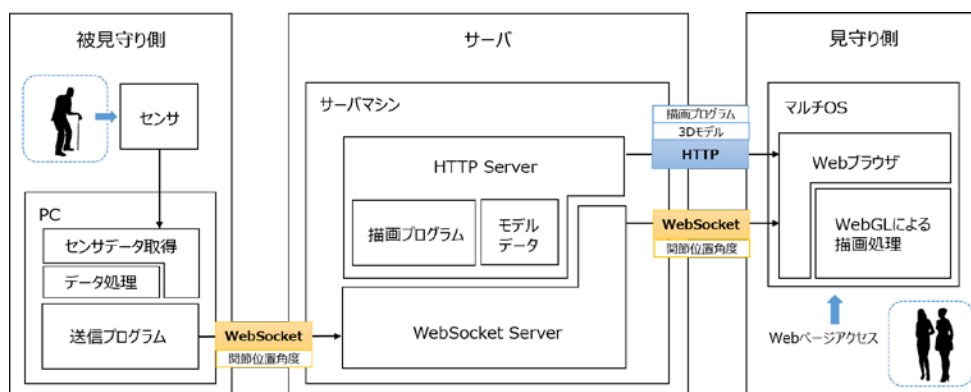 被見守り側
センサ
PC
センサデータ取得
データ処理
送信プログラム
WebSocket
関節位置角度
サーバ
サーバマシン
HTTP Server
描画プログラム
モデル
データ
WebSocket Server
描画プログラム
3Dモデル
HTTP
WebSocket
関節位置角度
見守り側
マルチOS
Webブラウザ
WebGLによる
描画処理
Webページアクセス